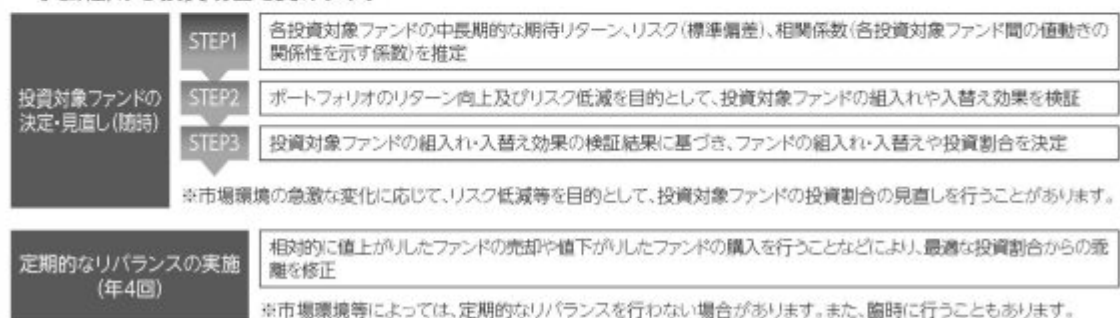 STEP1
各投資対象ファンドの中長期的な期待リターン、リスク(標準偏差)、相関係数(各投資対象ファンド間の値動きの
関係性を示す係数)を推定
投資対象ファンドの
決定・見直し(随時)
STEP2
ポートフォリオのリターン向上及びリスク低減を目的として、投資対象ファンドの組入れや入替え効果を検証
STEP3
投資対象ファンドの組入れ・入替え効果の検証結果に基づき、ファンドの組入れ・入替えや投資割合を決定
※市場環境の急激な変化に応じて、リスク低減等を目的として、投資対象ファンドの投資割合の見直しを行うことがあります。
定期的なリバランスの実施
(年4回)
相対的に値上がりしたファンドの売却や値下がりしたファンドの購入を行うことなどにより、最適な投資割合からの乖
離を修正
※市場環境等によっては、定期的なリバランスを行わない場合があります。また、臨時に行うこともあります。